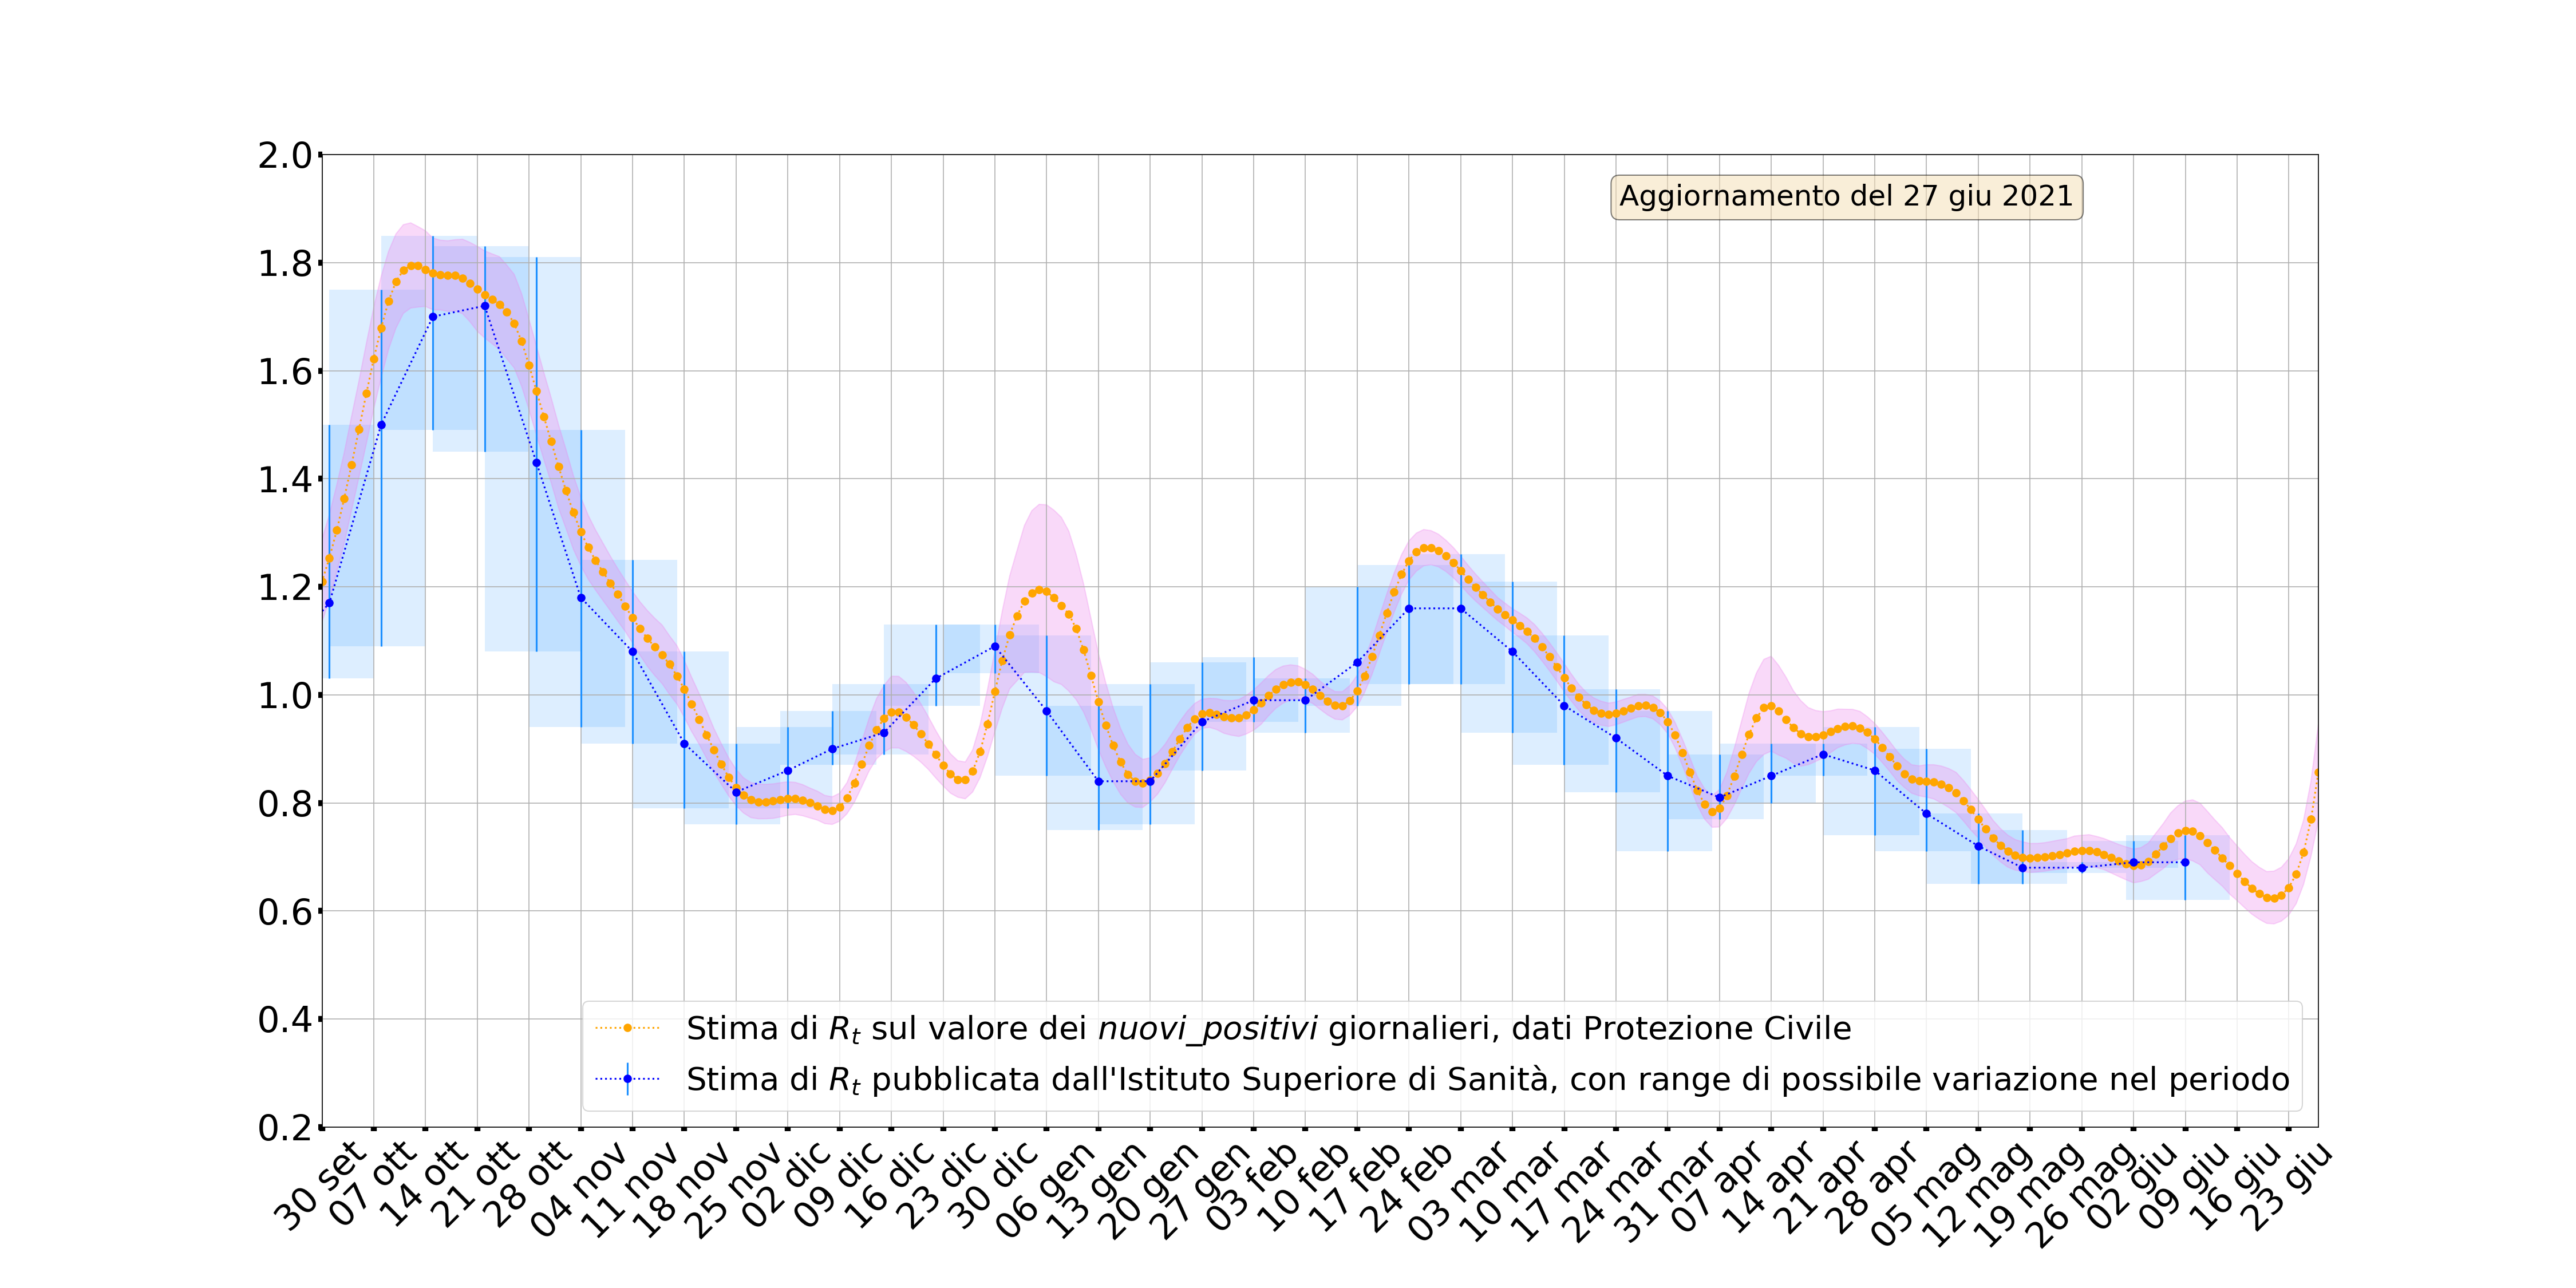 2.0
1.8
1.6
1.4
1.2
1.0
0.8
0.6
0.4
0.2
Aggiornamento del 27 giu 2021
Stima di Rt sul valore dei nuovi_positivi giornalieri, dati Protezione Civile
Stima di Rt pubblicata dall'Istituto Superiore di Sanità, con range di possibile variazione nel periodo
30 set
07 ott
14 ott
21 ott
28 ott
04 nov
11 nov
18 nov
25 nov
02 dic
09 dic
16 dic
23 dic
30 dic
06 gen
13 gen
20 gen
27 gen
03 feb
10 feb
17 feb
24 feb
03 mar
10 mar
17 mar
24 mar
31 mar
07 apr
14 apr
21 apr
28 apr
05 mag
12 mag
19 mag
26 mag
02 giu
09 giu
16 giu
23 giu